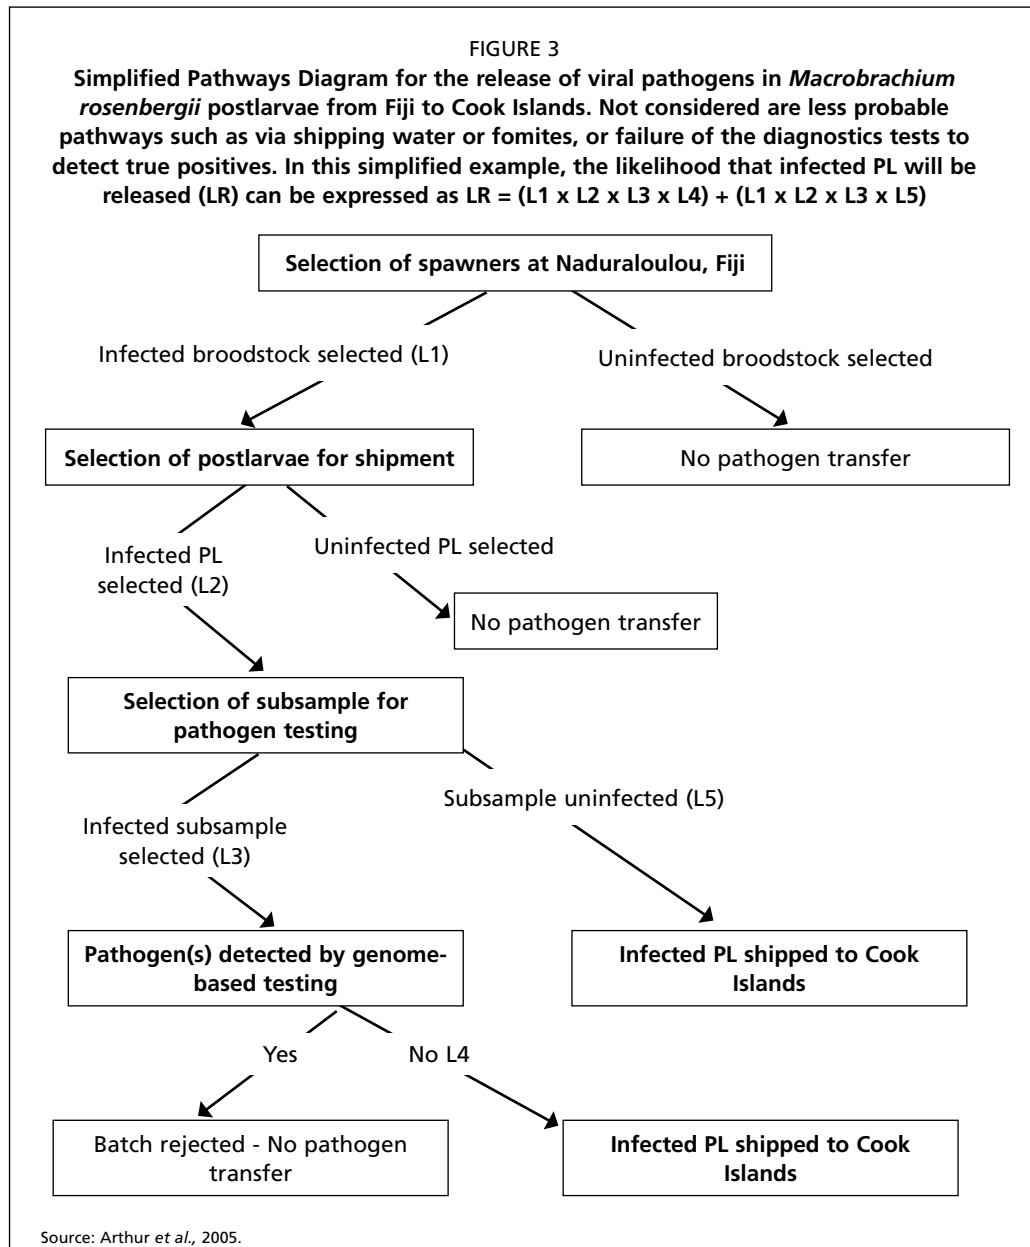 FIGURE 3
Simplified Pathways Diagram for the release of viral pathogens in Macrobrachium
rosenbergii postlarvae from Fiji to Cook Islands. Not considered are less probable
pathways such as via shipping water or fomites, or failure of the diagnostics tests to
detect true positives. In this simplified example, the likelihood that infected PL will be
released (LR) can be expressed as LR = (L1 x L2 x L3 x L4) + (L1 x L2 x L3 x L5)
Selection of spawners at Naduraloulou, Fiji
Infected broodstock selected (L1)
Uninfected broodstock selected
Selection of postlarvae for shipment
No pathogen transfer
Infected PL
selected (L2)
Uninfected PL selected
No pathogen transfer
Selection of subsample for
pathogen testing
Infected subsample
selected (L3)
Subsample uninfected (L5)
Pathogen(s) detected by genome-
based testing
Infected PL shipped to Cook
Islands
Yes
No L4
Batch rejected - No pathogen
transfer
Infected PL shipped to Cook
Islands
Source: Arthur et al., 2005.